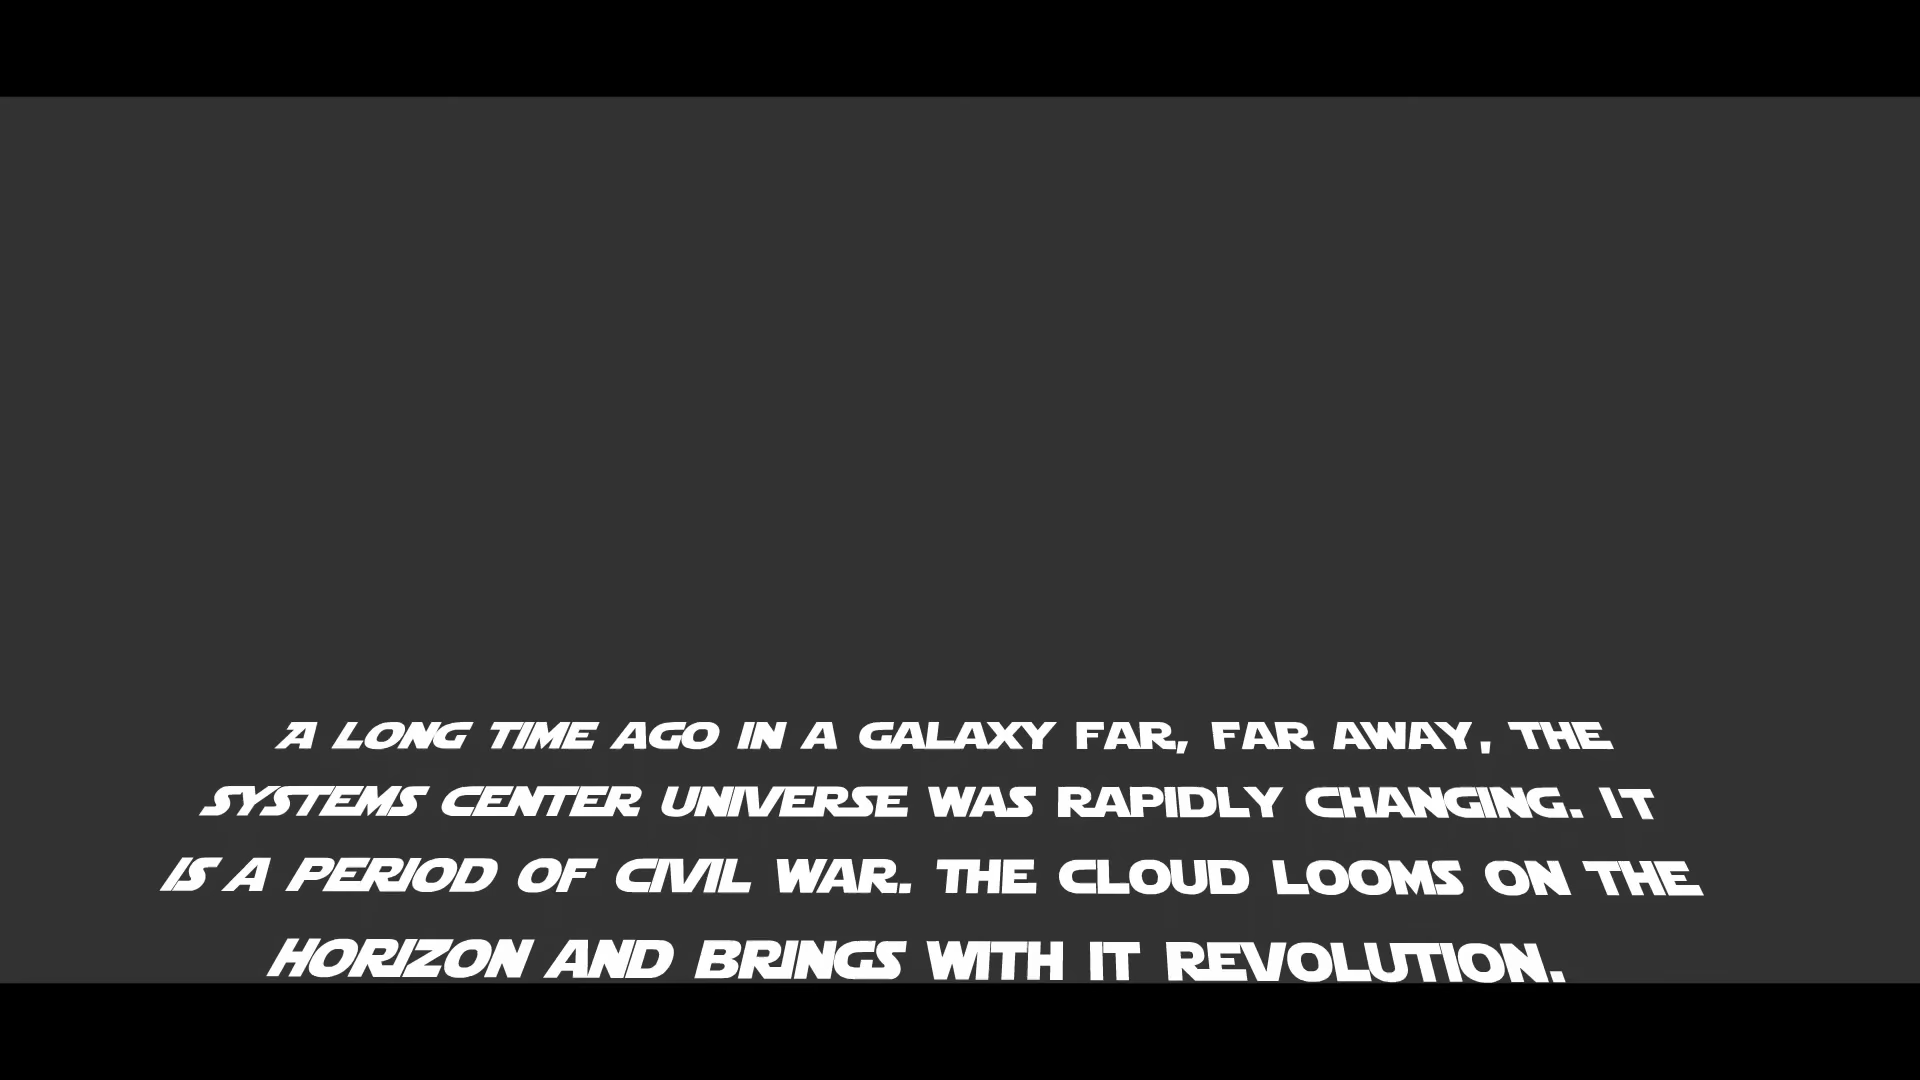 A LONG TIME AGO IN A GALAXY FAR, FAR AWAY, THE
SYSTEMS CENTER UNIVERSE WAS RAPIDLY CHANGING. IT
IS A PERIOD OF CIVIL WAR. THE CLOUD LOOMS ON THE
HORIZON AND BRINGS WITH IT REVOLUTION.